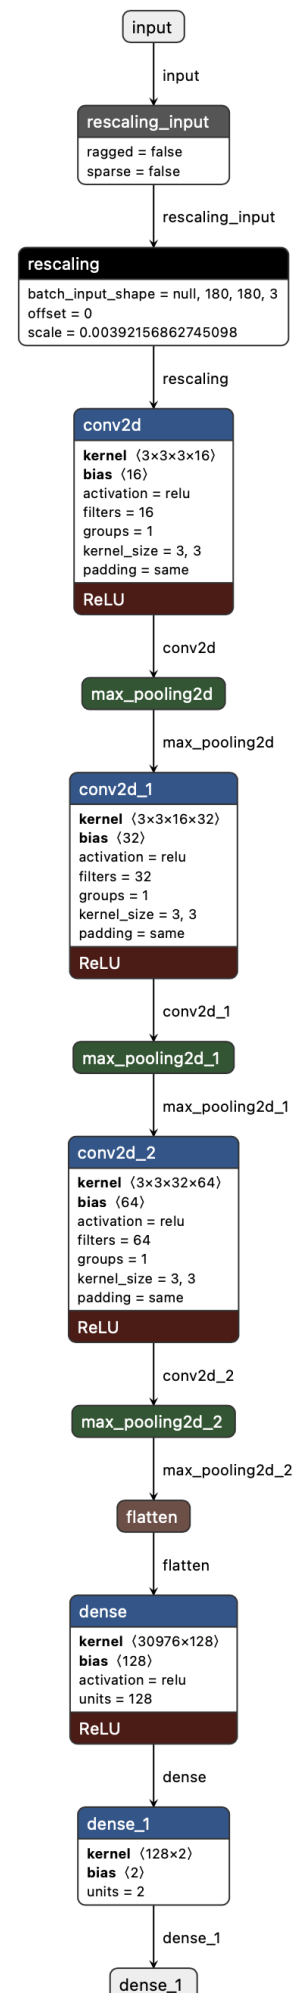 input
input
rescaling_input
ragged = false
sparse = false
rescaling_input
rescaling
batch_input_shape = null, 180, 180, 3
offset = 0
scale = 0.00392156862745098
rescaling
conv2d
kernel ⟨3×3×3×16⟩
bias ⟨16⟩
activation = relu
filters = 16
groups = 1
kernel_size = 3, 3
padding = same
ReLU
conv2d
max_pooling2d
max_pooling2d
conv2d_1
kernel ⟨3×3×16×32⟩
bias ⟨32⟩
activation = relu
filters = 32
groups = 1
kernel_size = 3, 3
padding = same
ReLU
conv2d_1
max_pooling2d_1
max_pooling2d_1
conv2d_2
kernel ⟨3×3×32×64⟩
bias ⟨64⟩
activation = relu
filters = 64
groups = 1
kernel_size = 3, 3
padding = same
ReLU
conv2d_2
max_pooling2d_2
max_pooling2d_2
flatten
flatten
dense
kernel ⟨30976×128⟩
bias ⟨128⟩
activation = relu
units = 128
ReLU
dense
dense_1
kernel ⟨128×2⟩
bias ⟨2⟩
units = 2
dense_1
dense_1